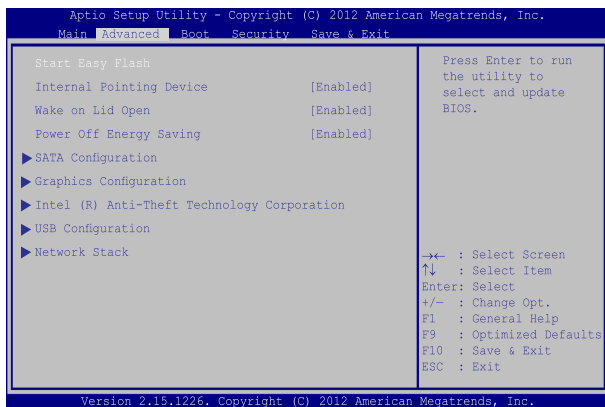 Aptio Setup Utility - Copyright (C) 2012 American Megatrends, Inc.
Main Advanced Boot Security Save & Exit
Start Easy Flash
Internal Pointing Device [Enabled]
Wake on Lid Open [Enabled]
Power Off Energy Saving [Enabled]
SATA Configuration
Graphics Configuration
Intel (R) Anti-Theft Technology Corporation
USB Configuration
Network Stack
Press Enter to run
the utility to
select and update
BIOS.
→← : Select Screen
↑↓ : Select Item
Enter: Select
+/— : Change Opt.
F1 : General Help
F9 : Optimized Defaults
F10 : Save & Exit
ESC : Exit
Version 2.15.1226. Copyright (C) 2012 American Megatrends, Inc.